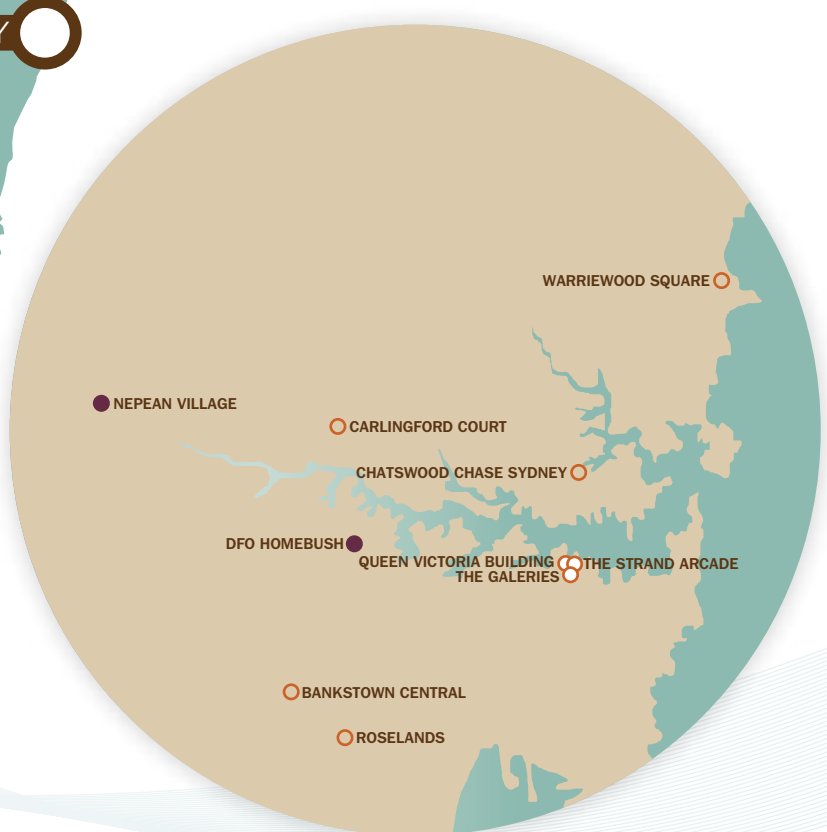 Y
WARRIEWOOD SQUARE
NEPEAN VILLAGE
CARLINGFORD COURT
CHATSWOOD CHASE SYDNEY
DFO HOMEBUSH
QUEEN VICTORIA BUILDING
THE STRAND ARCADE
THE GALERIES
BANKSTOWN CENTRAL
ROSELANDS